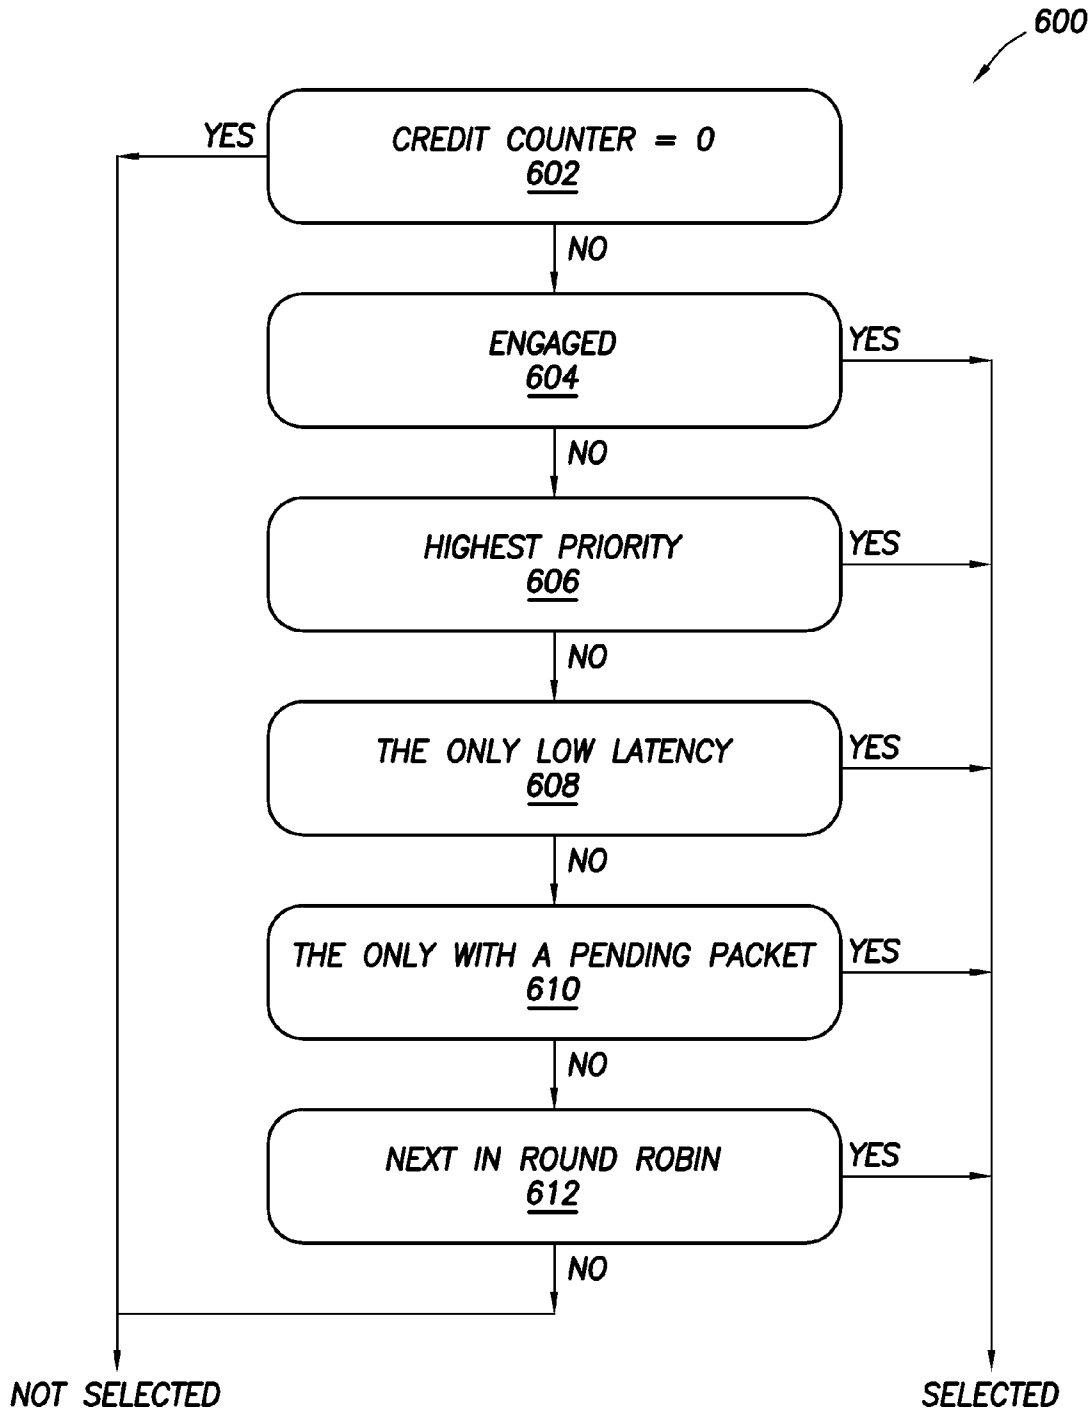 600
CREDIT COUNTER = 0
602
YES
NO
ENGAGED
604
YES
NO
HIGHEST PRIORITY
606
YES
NO
THE ONLY LOW LATENCY
608
YES
NO
THE ONLY WITH A PENDING PACKET
610
YES
NO
NEXT IN ROUND ROBIN
612
YES
NO
NOT SELECTED
SELECTED